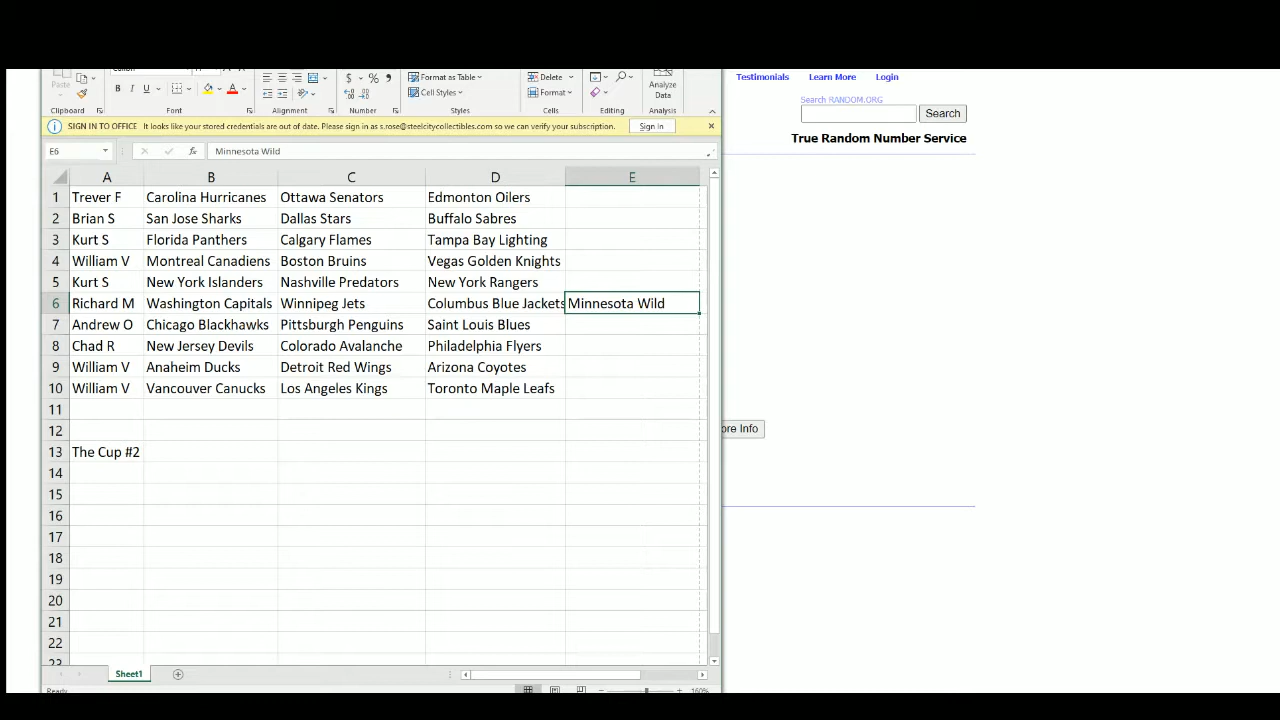 Testimonials Learn More Login
Paste
B I U A
$ % ,
Format as Table
Cell Styles
Delete
Format
Analyze
Data
Search RANDOM.ORG
Search
Clipboard Font Alignment Number Styles Cells Editing Analysis
True Random Number Service
SIGN IN TO OFFICE It looks like your stored credentials are out of date. Please sign in as s.rose@steelcitycollectibles.com so we can verify your subscription. Sign in
E6 fx Minnesota Wild
A B C D E
1 Trever F Carolina Hurricanes Ottawa Senators Edmonton Oilers
2 Brian S San Jose Sharks Dallas Stars Buffalo Sabres
3 Kurt S Florida Panthers Calgary Flames Tampa Bay Lighting
4 William V Montreal Canadiens Boston Bruins Vegas Golden Knights
5 Kurt S New York Islanders Nashville Predators New York Rangers
6 Richard M Washington Capitals Winnipeg Jets Columbus Blue Jackets Minnesota Wild
7 Andrew O Chicago Blackhawks Pittsburgh Penguins Saint Louis Blues
8 Chad R New Jersey Devils Colorado Avalanche Philadelphia Flyers
9 William V Anaheim Ducks Detroit Red Wings Arizona Coyotes
10 William V Vancouver Canucks Los Angeles Kings Toronto Maple Leafs
11
12
ore Info
13 The Cup #2
14
15
16
17
18
19
20
21
22
23
Sheet1
Ready 160%